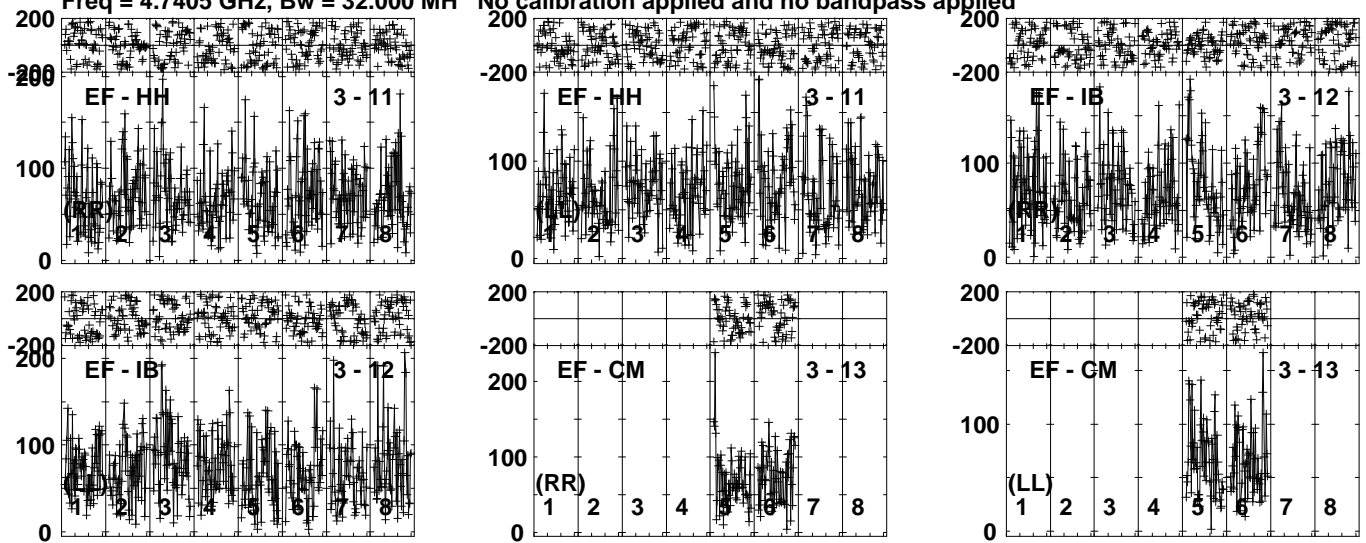 Freq = 4.7405 GHz, Bw = 32.000 MH No calibration applied and no bandpass applied
200 200 200
-200 -200 -200
200
EF - HH 3 - 11 EF - HH 3 - 11 EF - IB 3 - 12
100 100 100
(RR) (LL) (RR)
1 2 3 4 5 6 7 8 1 2 3 4 5 6 7 8 1 2 3 4 5 6 7 8
0 0 0
200 200 200
-200 -200 -200
200 EF - IB 3 - 12 EF - CM 3 - 13 EF - CM 3 - 13
200
100 100 100
(LL) (RR) (LL)
1 2 3 4 5 6 7 8 1 2 3 4 5 6 7 8 1 2 3 4 5 6 7 8
0 0 0